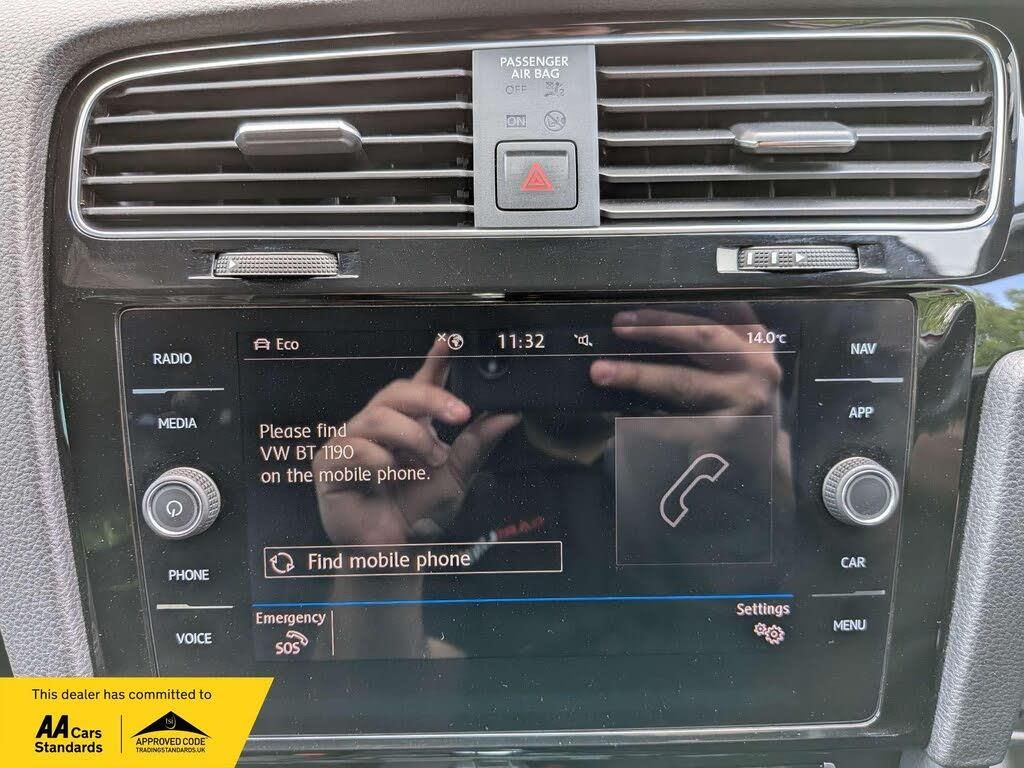 PASSENGER
AIR BAG
OFF
ON
RADIO
MEDIA
PHONE
VOICE
Eco
11:32
14.0°C
Please find
VW BT 1190
on the mobile phone.
Find mobile phone
Emergency
SOS
Settings
NAV
APP
CAR
MENU
This dealer has committed to
AA Cars
Standards
tsi
APPROVED CODE
TRADINGSTANDARDS.UK